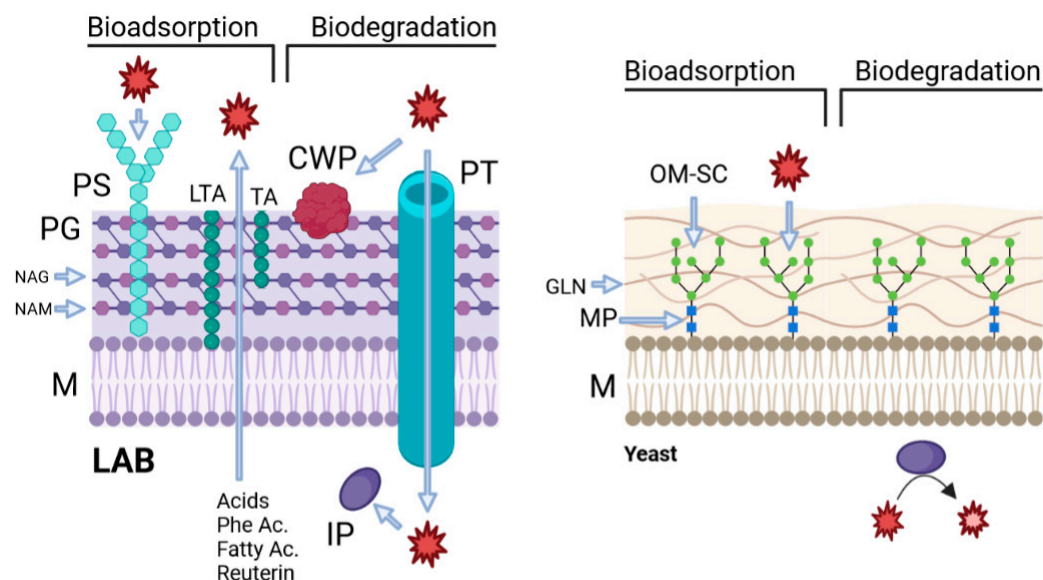 Bioadsorption
Biodegradation
PS
LTA
TA
CWP
PT
PG
NAG
NAM
M
LAB
Acids
Phe Ac.
Fatty Ac.
Reuterin
IP
Bioadsorption
Biodegradation
OM-SC
GLN
MP
M
Yeast